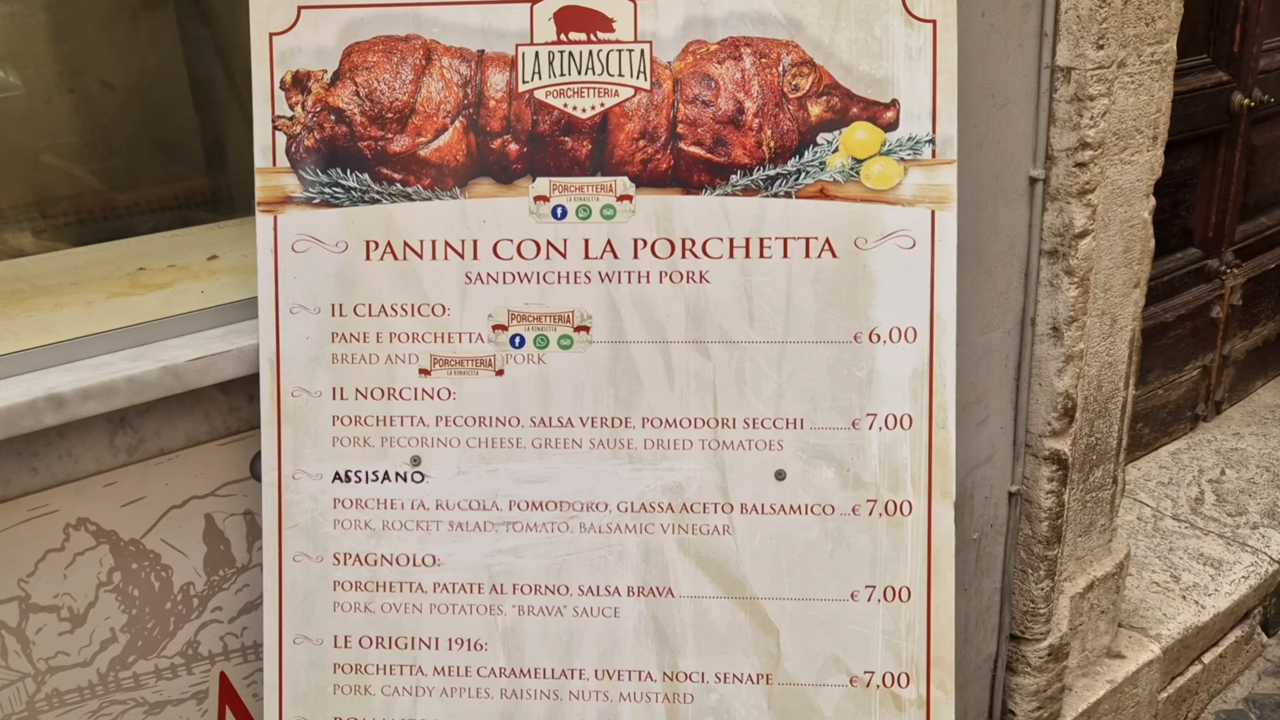 LA RINASCITA
PORCHETTERIA
PORCHETTERIA
LA RINASCITA
PANINI CON LA PORCHETTA
SANDWICHES WITH PORK
IL CLASSICO:
PORCHETTERIA
LA RINASCITA
PANE E PORCHETTA ........ € 6,00
BREAD AND PORK
PORCHETTERIA
LA RINASCITA
IL NORCINO:
PORCHETTA, PECORINO, SALSA VERDE, POMODORI SECCHI ........ € 7,00
PORK, PECORINO CHEESE, GREEN SAUSE, DRIED TOMATOES
ASSISANO:
PORCHETTA, RUCOLA, POMODORO, GLASSA ACETO BALSAMICO ... € 7,00
PORK, ROCKET SALAD, TOMATO, BALSAMIC VINEGAR
SPAGNOLO:
PORCHETTA, PATATE AL FORNO, SALSA BRAVA ........ € 7,00
PORK, OVEN POTATOES, "BRAVA" SAUCE
LE ORIGINI 1916:
PORCHETTA, MELE CARAMELLATE, UVETTA, NOCI, SENAPE ........ € 7,00
PORK, CANDY APPLES, RAISINS, NUTS, MUSTARD